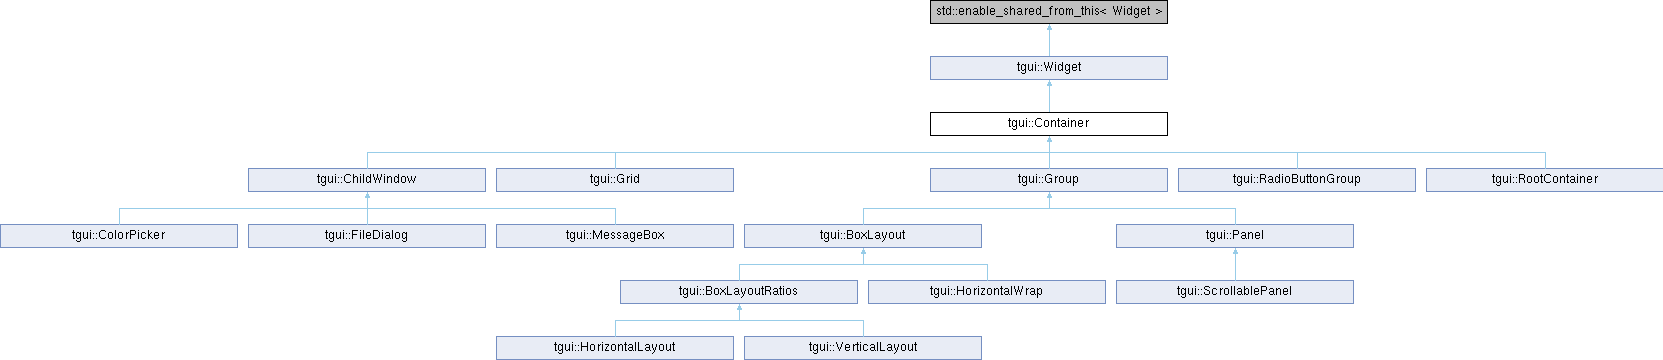 std::enable_shared_from_this< Widget >
tgui::Widget
tgui::Container
tgui::ChildWindow
tgui::Grid
tgui::Group
tgui::RadioButtonGroup
tgui::RootContainer
tgui::ColorPicker
tgui::FileDialog
tgui::MessageBox
tgui::BoxLayout
tgui::Panel
tgui::BoxLayoutRatios
tgui::HorizontalWrap
tgui::ScrollablePanel
tgui::HorizontalLayout
tgui::VerticalLayout